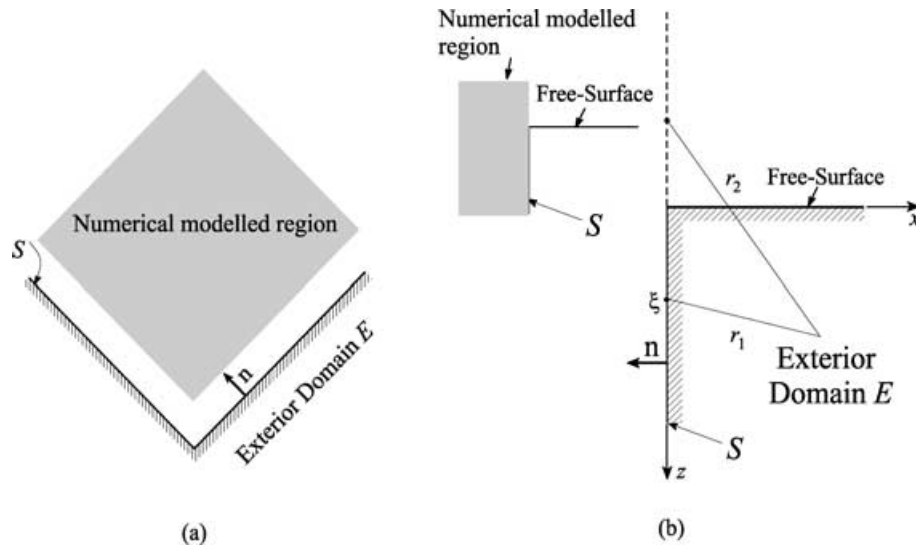 Numerical modelled region
S
n
Exterior Domain E
(a)
Numerical modelled
region
Free-Surface
S
r2
Free-Surface
x
ξ
r1
n
Exterior
Domain E
S
z
(b)